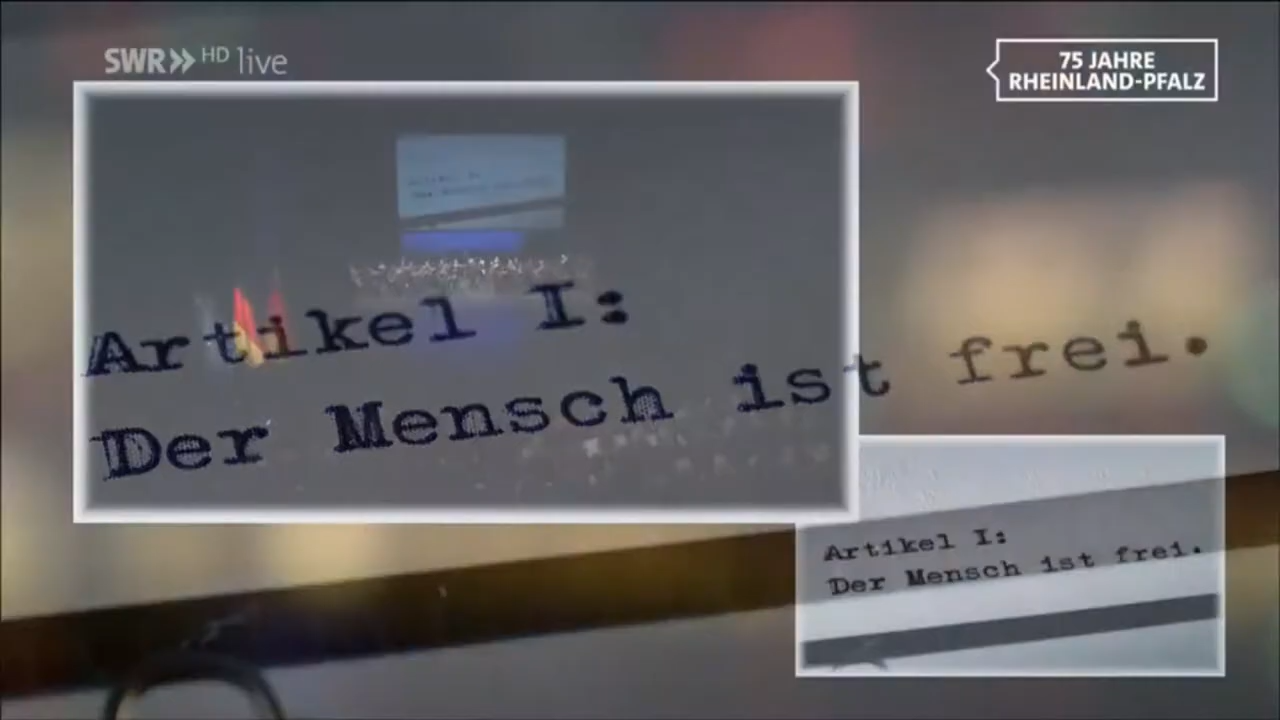 SWR HD live
75 JAHRE
RHEINLAND-PFALZ
Artikel I:
Der Mensch ist frei.
Artikel I:
Der Mensch ist frei.